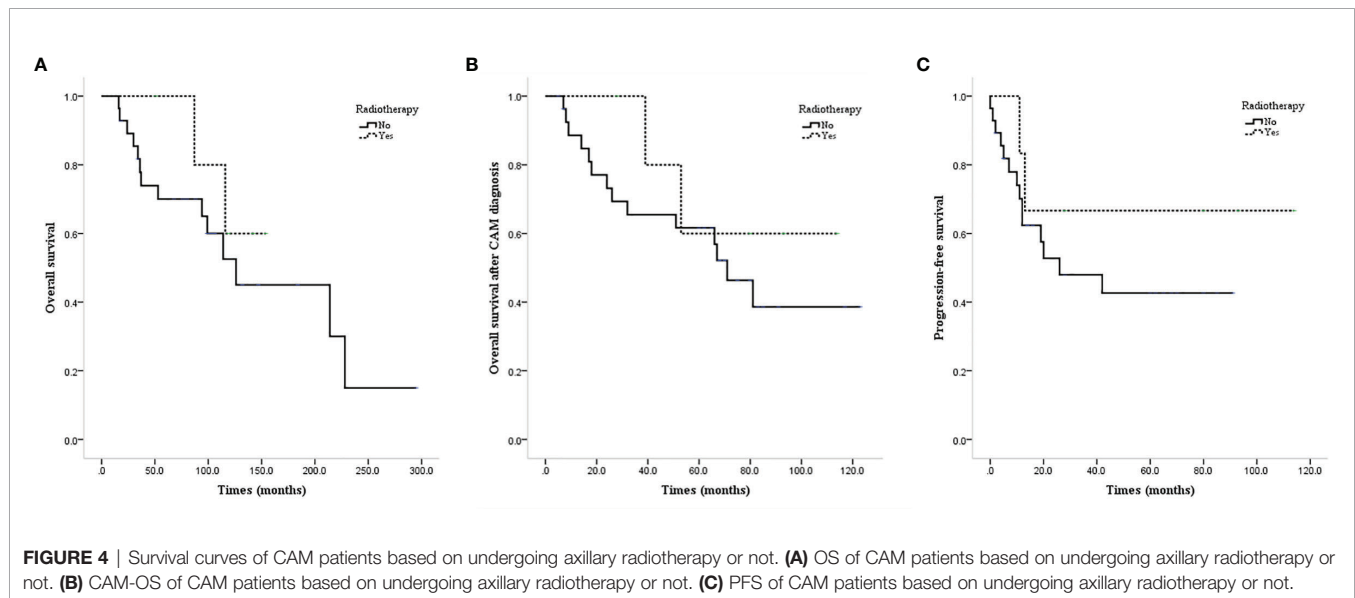 A
Overall survival
1.0
0.8
0.6
0.4
0.2
0.0
.0 50.0 100.0 150.0 200.0 250.0 300.0
Times (months)
Radiotherapy
No
Yes
B
Overall survival after CAM diagnosis
1.0
0.8
0.6
0.4
0.2
0.0
.0 20.0 40.0 60.0 80.0 100.0 120.0
Times (months)
Radiotherapy
No
Yes
C
Progression-free survival
1.0
0.8
0.6
0.4
0.2
0.0
.0 20.0 40.0 60.0 80.0 100.0 120.0
Times (months)
Radiotherapy
No
Yes
FIGURE 4 | Survival curves of CAM patients based on undergoing axillary radiotherapy or not. (A) OS of CAM patients based on undergoing axillary radiotherapy or
not. (B) CAM-OS of CAM patients based on undergoing axillary radiotherapy or not. (C) PFS of CAM patients based on undergoing axillary radiotherapy or not.